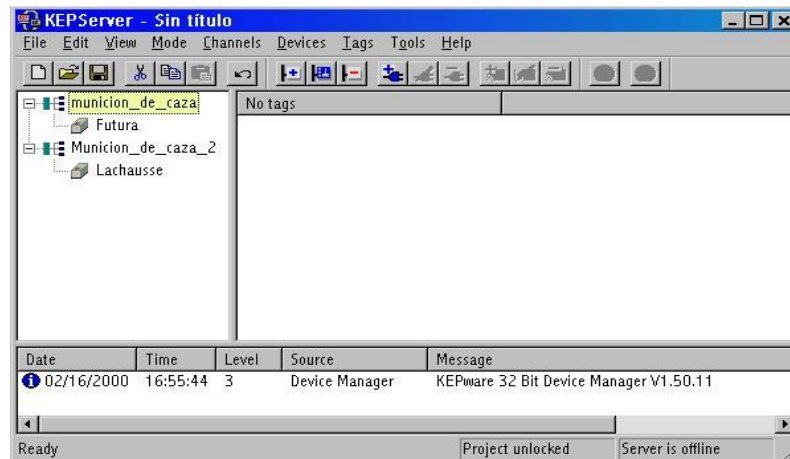 KEPServer - Sin título
File Edit View Mode Channels Devices Tags Tools Help
municion_de_caza
Futura
Municion_de_caza_2
Lachausse
No tags
Date Time Level Source Message
02/16/2000 16:55:44 3 Device Manager KEPware 32 Bit Device Manager V1.50.11
Ready Project unlocked Server is offline